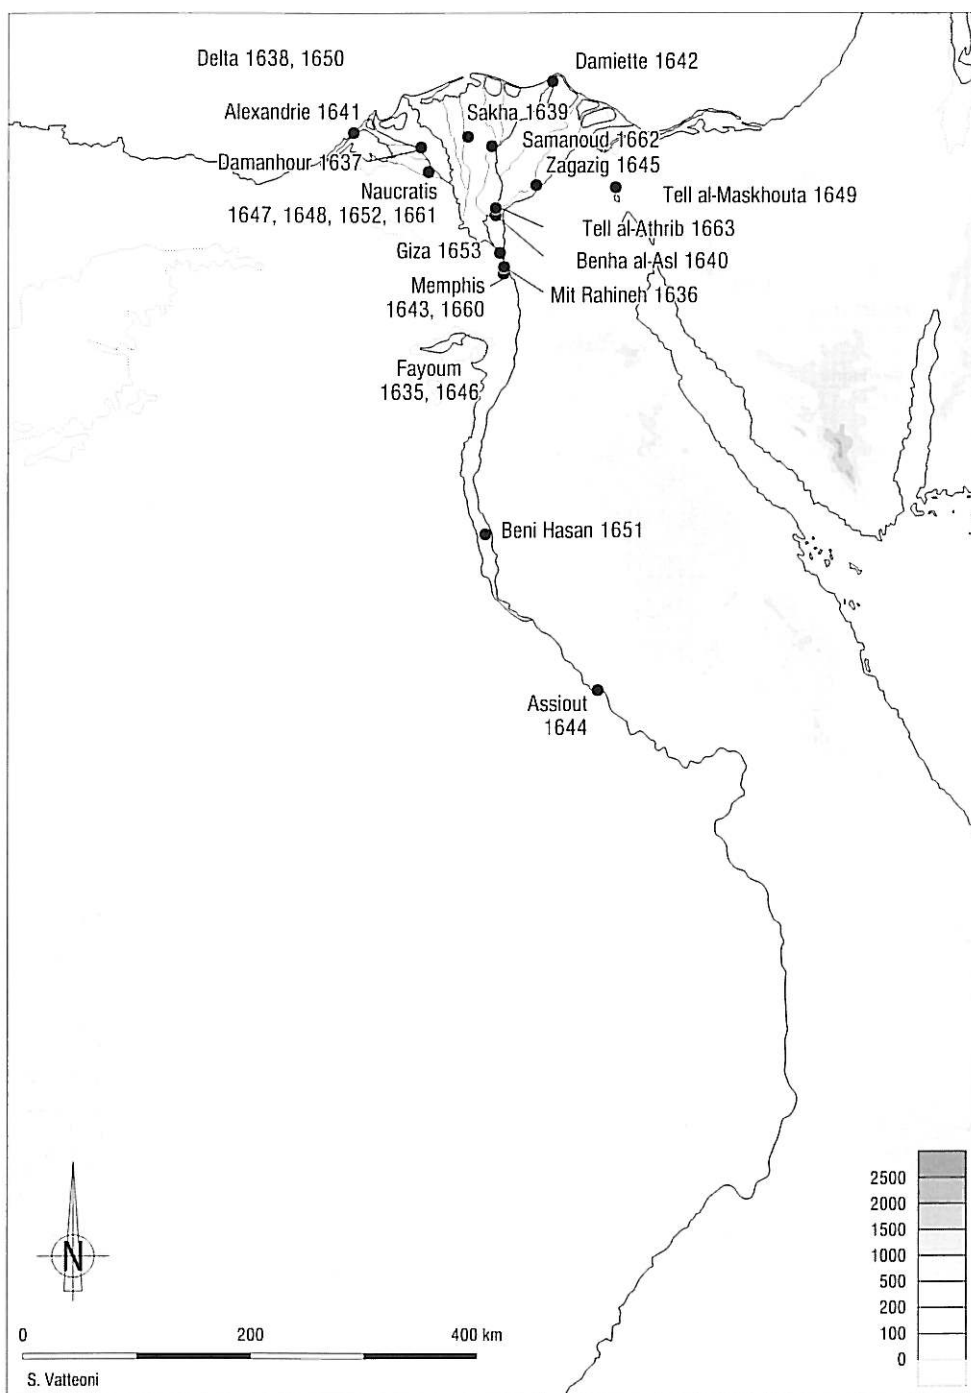 Delta 1638, 1650
Damiette 1642
Alexandrie 1641
Sakha 1639
Damanhour 1637
Samanoud 1662
Zagazig 1645
Naucratis
1647, 1648, 1652, 1661
Tell al-Maskhouta 1649
Tell al-Athrib 1663
Giza 1653
Benha al-Asl 1640
Memphis
1643, 1660
Mit Rahineh 1636
Fayoum
1635, 1646
Beni Hasan 1651
Assiout
1644
2500
2000
1500
1000
500
200
100
0
N
0 200 400 km
S. Vatteoni